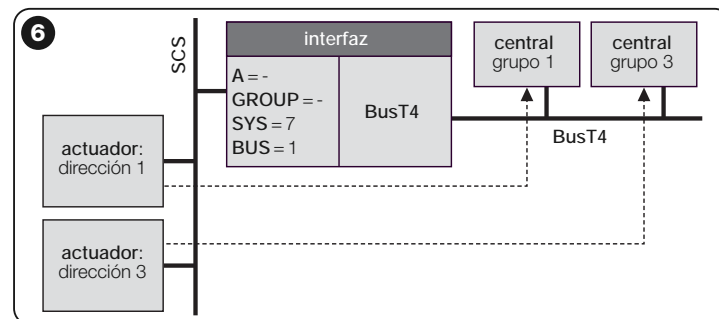 6
SCS
interfaz
A = -
GROUP = -
SYS = 7
BUS = 1
BusT4
central
grupo 1
central
grupo 3
BusT4
actuador:
dirección 1
actuador:
dirección 3